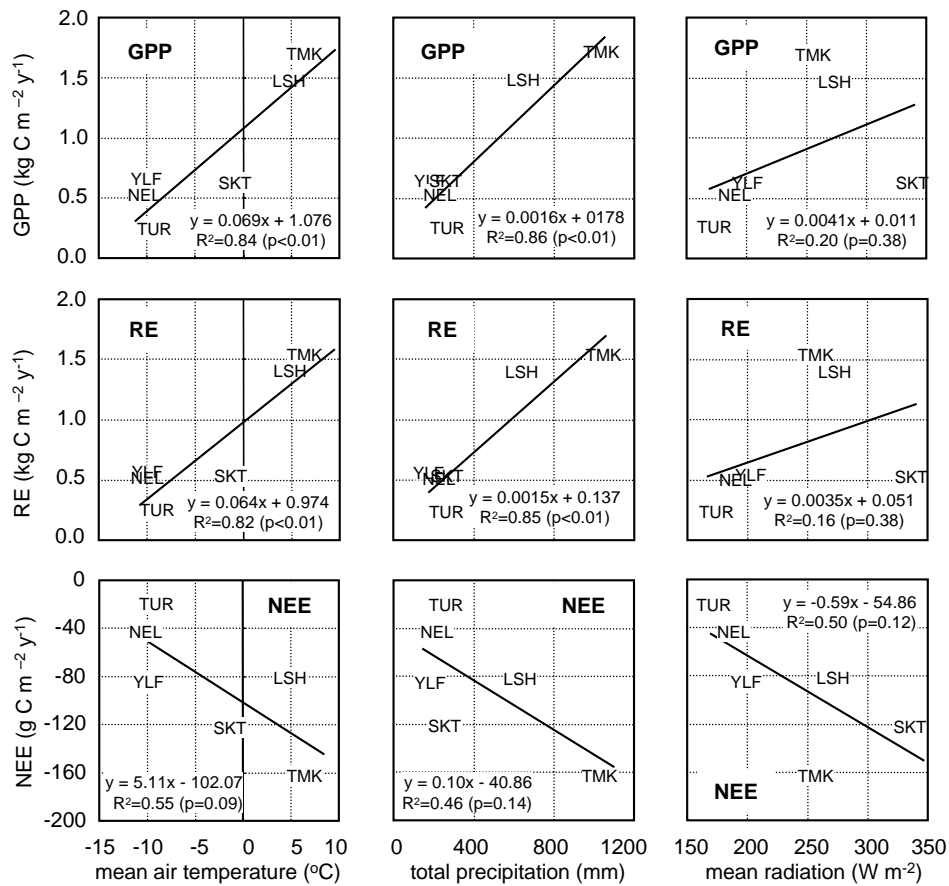 2.0
1.5
1.0
0.5
0.0
GPP (kg C m −2 y-1)
GPP
TMK
LSH
YLF
NEL
SKT
TUR
y = 0.069x + 1.076
R2=0.84 (p<0.01)
GPP
TMK
LSH
YLF
SKT
NEL
TUR
y = 0.0016x + 0178
R2=0.86 (p<0.01)
GPP
TMK
LSH
YLF
NEL
SKT
TUR
y = 0.0041x + 0.011
R2=0.20 (p=0.38)
2.0
1.5
1.0
0.5
0.0
RE (kg C m −2 y-1)
RE
TMK
LSH
YLF
NEL
SKT
TUR
y = 0.064x + 0.974
R2=0.82 (p<0.01)
RE
TMK
LSH
YLF
SKT
NEL
TUR
y = 0.0015x + 0.137
R2=0.85 (p<0.01)
RE
TMK
LSH
YLF
NEL
SKT
TUR
y = 0.0035x + 0.051
R2=0.16 (p=0.38)
0
-40
-80
-120
-160
-200
NEE (g C m −2 y-1)
TUR
NEE
NEL
YLF
LSH
SKT
TMK
y = 5.11x - 102.07
R2=0.55 (p=0.09)
TUR
NEE
NEL
YLF
LSH
SKT
TMK
y = 0.10x - 40.86
R2=0.46 (p=0.14)
TUR
y = -0.59x - 54.86
R2=0.50 (p=0.12)
NEL
YLF
LSH
SKT
TMK
NEE
-15 -10 -5 0 5 10
mean air temperature (oC)
0 400 800 1200
total precipitation (mm)
150 200 250 300 350
mean radiation (W m-2)